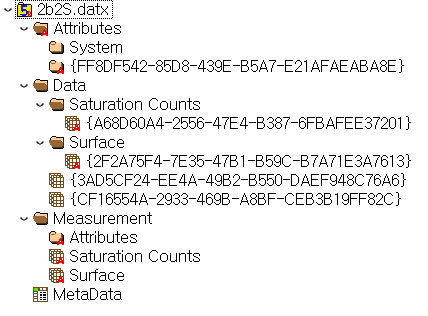 2b2S.datx
Attributes
System
{FF8DF542-85D8-439E-B5A7-E21AFAEABA8E}
Data
Saturation Counts
{A68D60A4-2556-47E4-B387-6FBAFEE37201}
Surface
{2F2A75F4-7E35-47B1-B59C-B7A71E3A7613}
{3AD5CF24-EE4A-49B2-B550-DAEF948C76A6}
{CF16554A-2933-469B-A8BF-CEB3B19FF82C}
Measurement
Attributes
Saturation Counts
Surface
MetaData